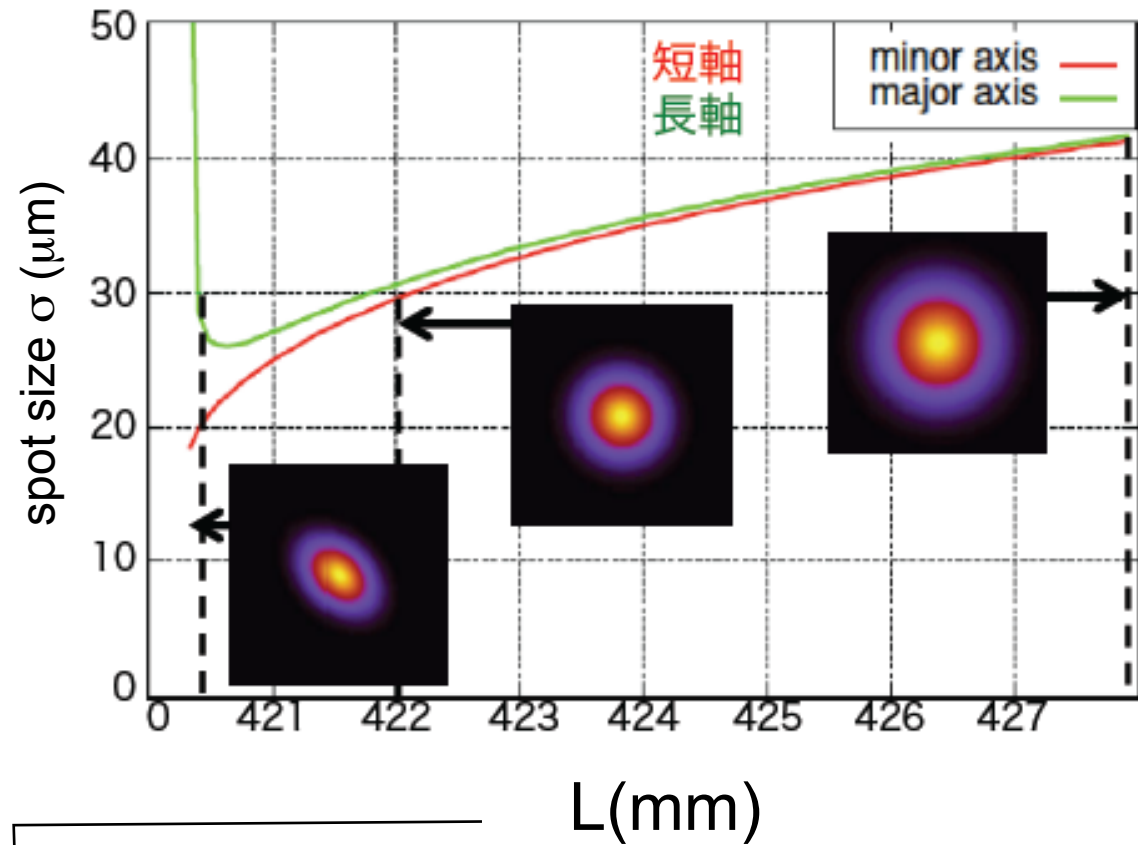 50
40
30
20
10
0
spot size σ (μm)
短軸
長軸
minor axis
major axis
0 421 422 423 424 425 426 427
L(mm)